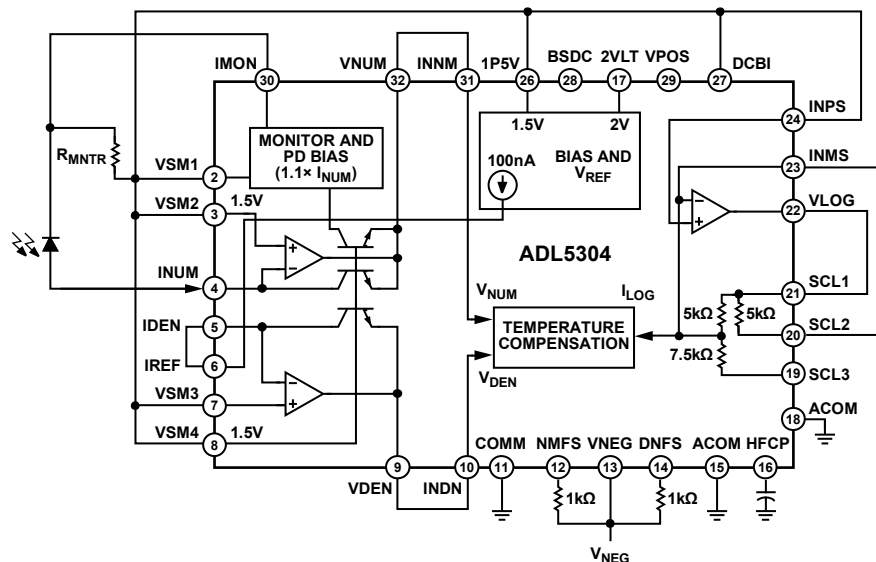 IMON
VNUM
INNM
1P5V
BSDC
2VLT
VPOS
DCBI
30
32
31
26
28
17
29
27
INPS
24
1.5V
2V
MONITOR AND
PD BIAS
(1.1× INUM)
BIAS AND
VREF
100nA
RMNTR
VSM1
2
VSM2
3
1.5V
INMS
23
VLOG
22
ADL5304
INUM
4
IDEN
5
IREF
6
VSM3
7
VSM4
8
1.5V
VNUM
ILOG
TEMPERATURE
COMPENSATION
VDEN
SCL1
21
5kΩ
5kΩ
SCL2
20
7.5kΩ
19
SCL3
ACOM
18
COMM
NMFS
VNEG
DNFS
ACOM
HFCP
9
10
11
12
13
14
15
16
VDEN
INDN
1kΩ
1kΩ
VNEG